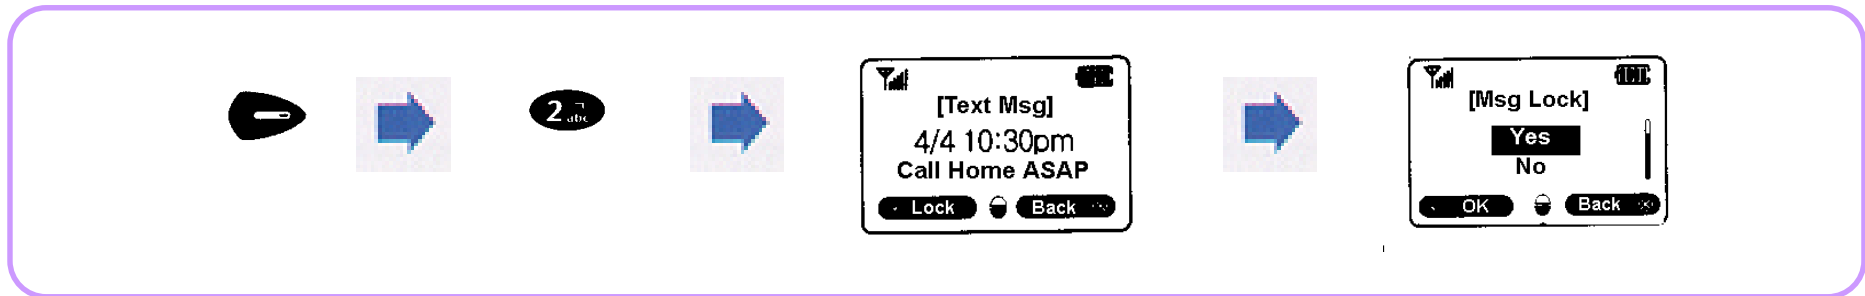 2 abc
[Text Msg]
4/4 10:30pm
Call Home ASAP
Lock Back
[Msg Lock]
Yes
No
OK Back